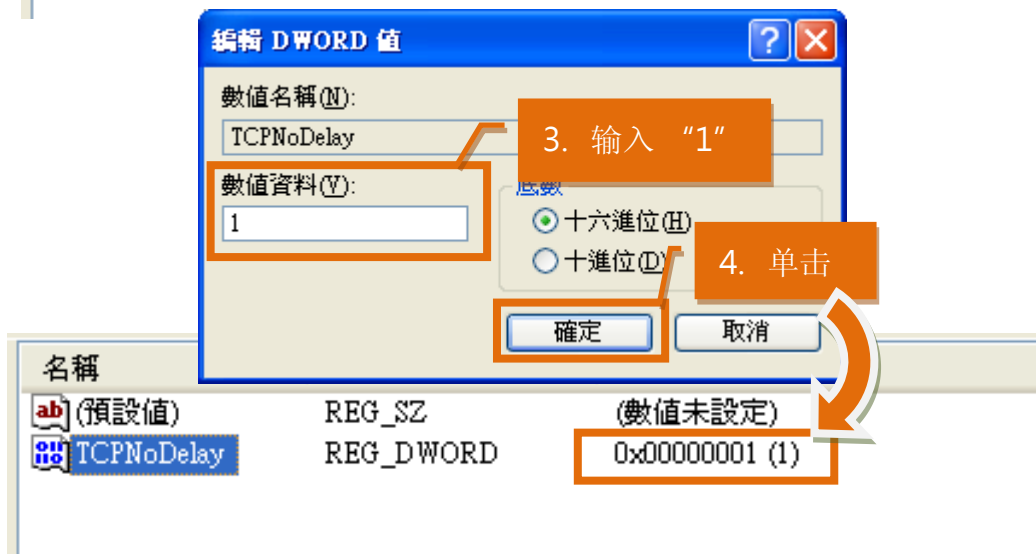 編輯 DWORD 值
數值名稱(N):
TCPNoDelay
3. 输入 “1”
數值資料(V):
底數
1
十六進位(H)
十進位(D)
4. 单击
確定
取消
名稱
(預設值) REG_SZ (數值未設定)
TCPNoDelay REG_DWORD 0x00000001 (1)